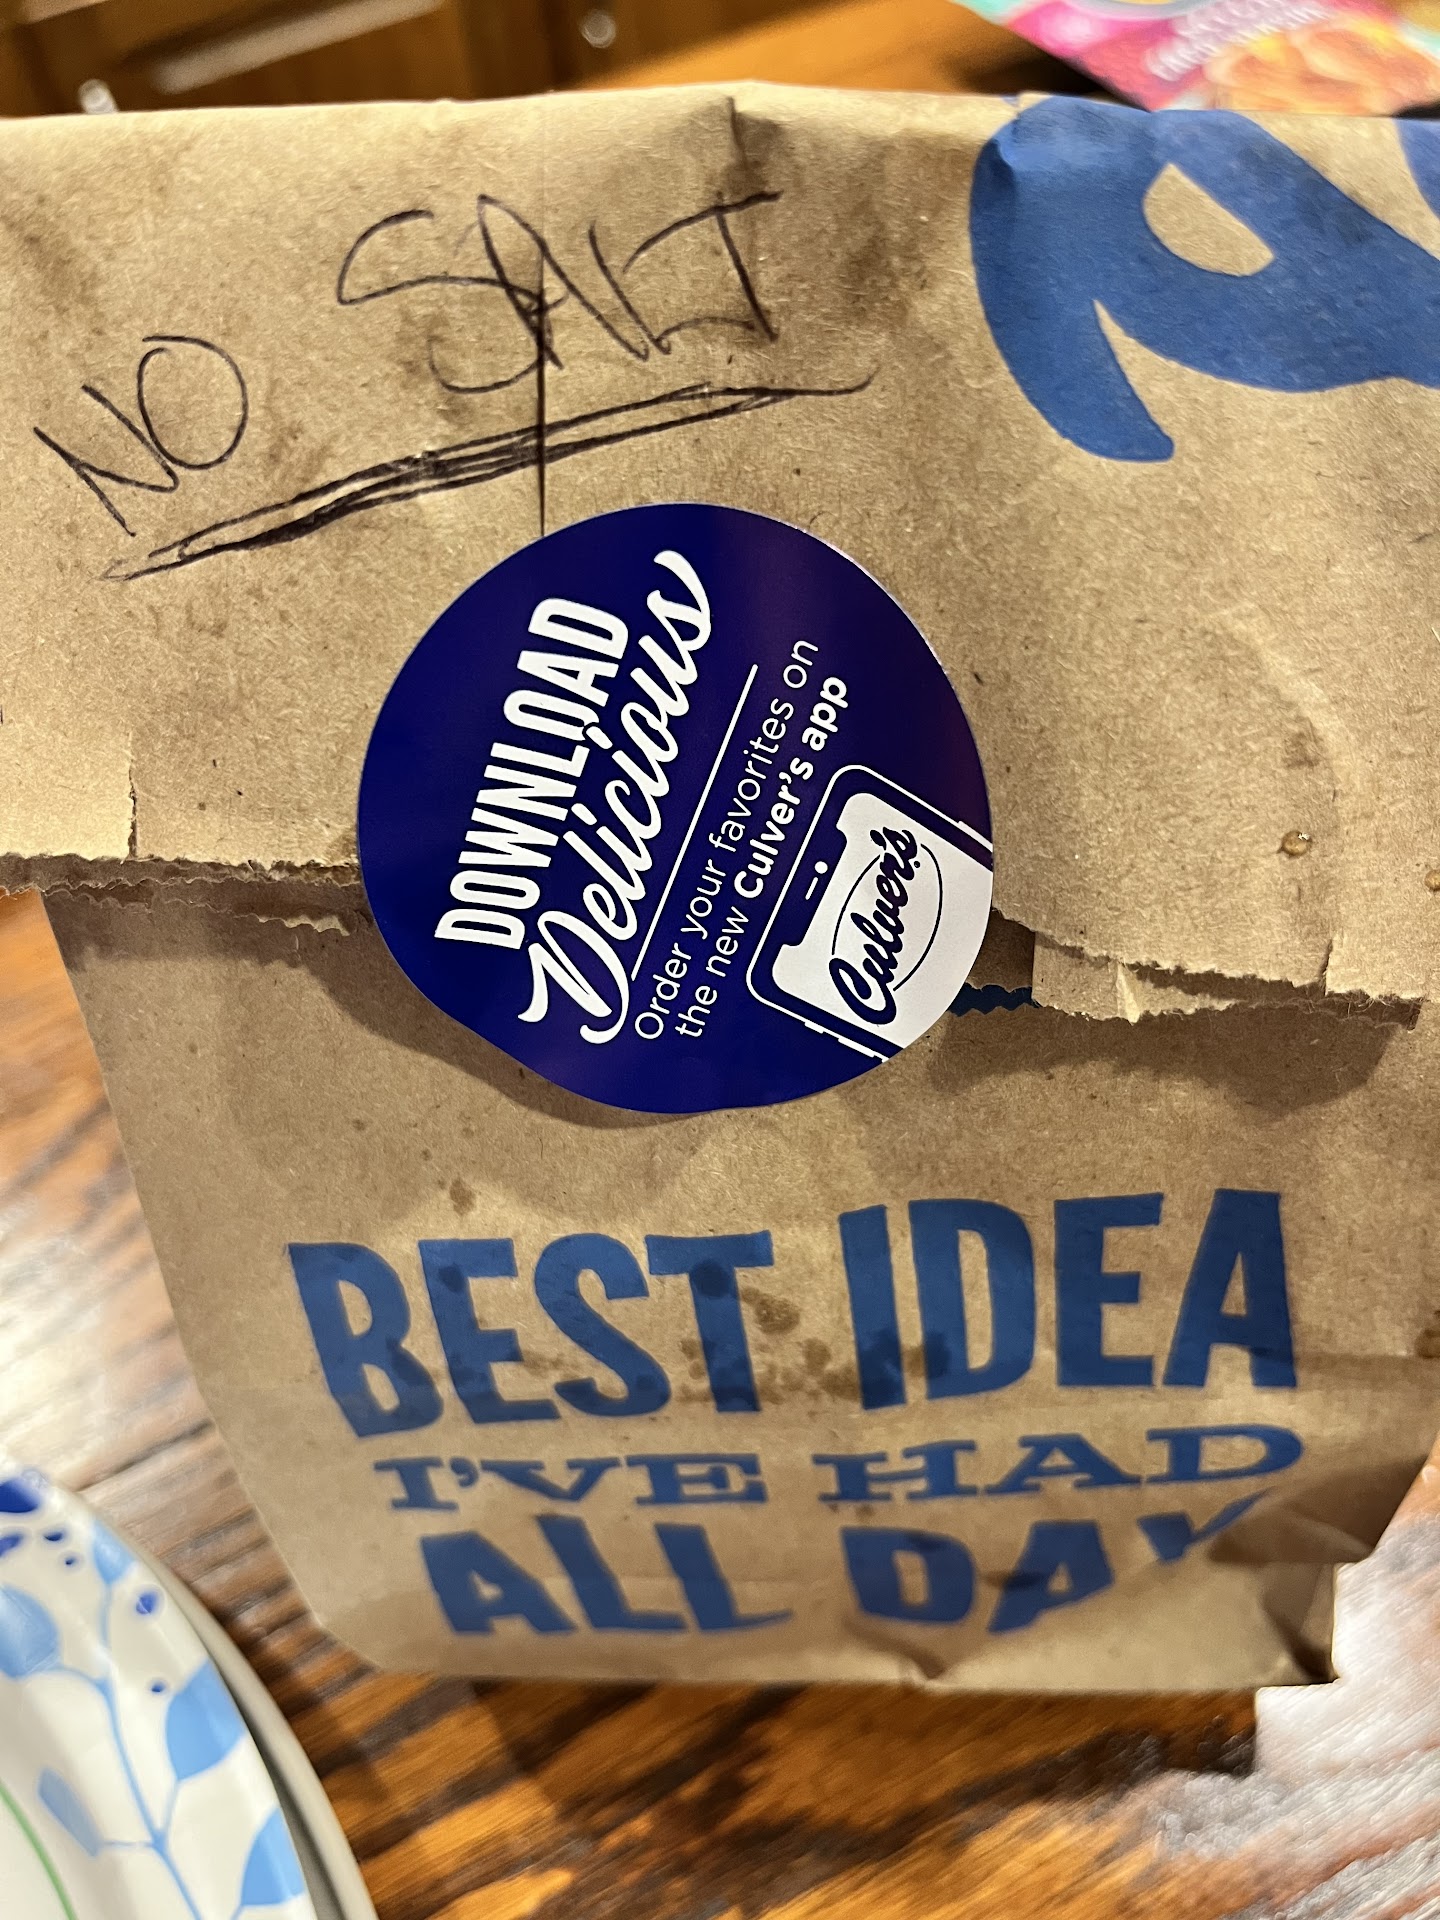 NO SALT
DOWNLOAD
Delicious
Order your favorites on
the new Culver's app
Culver's
BEST IDEA
I'VE HAD
ALL DAY